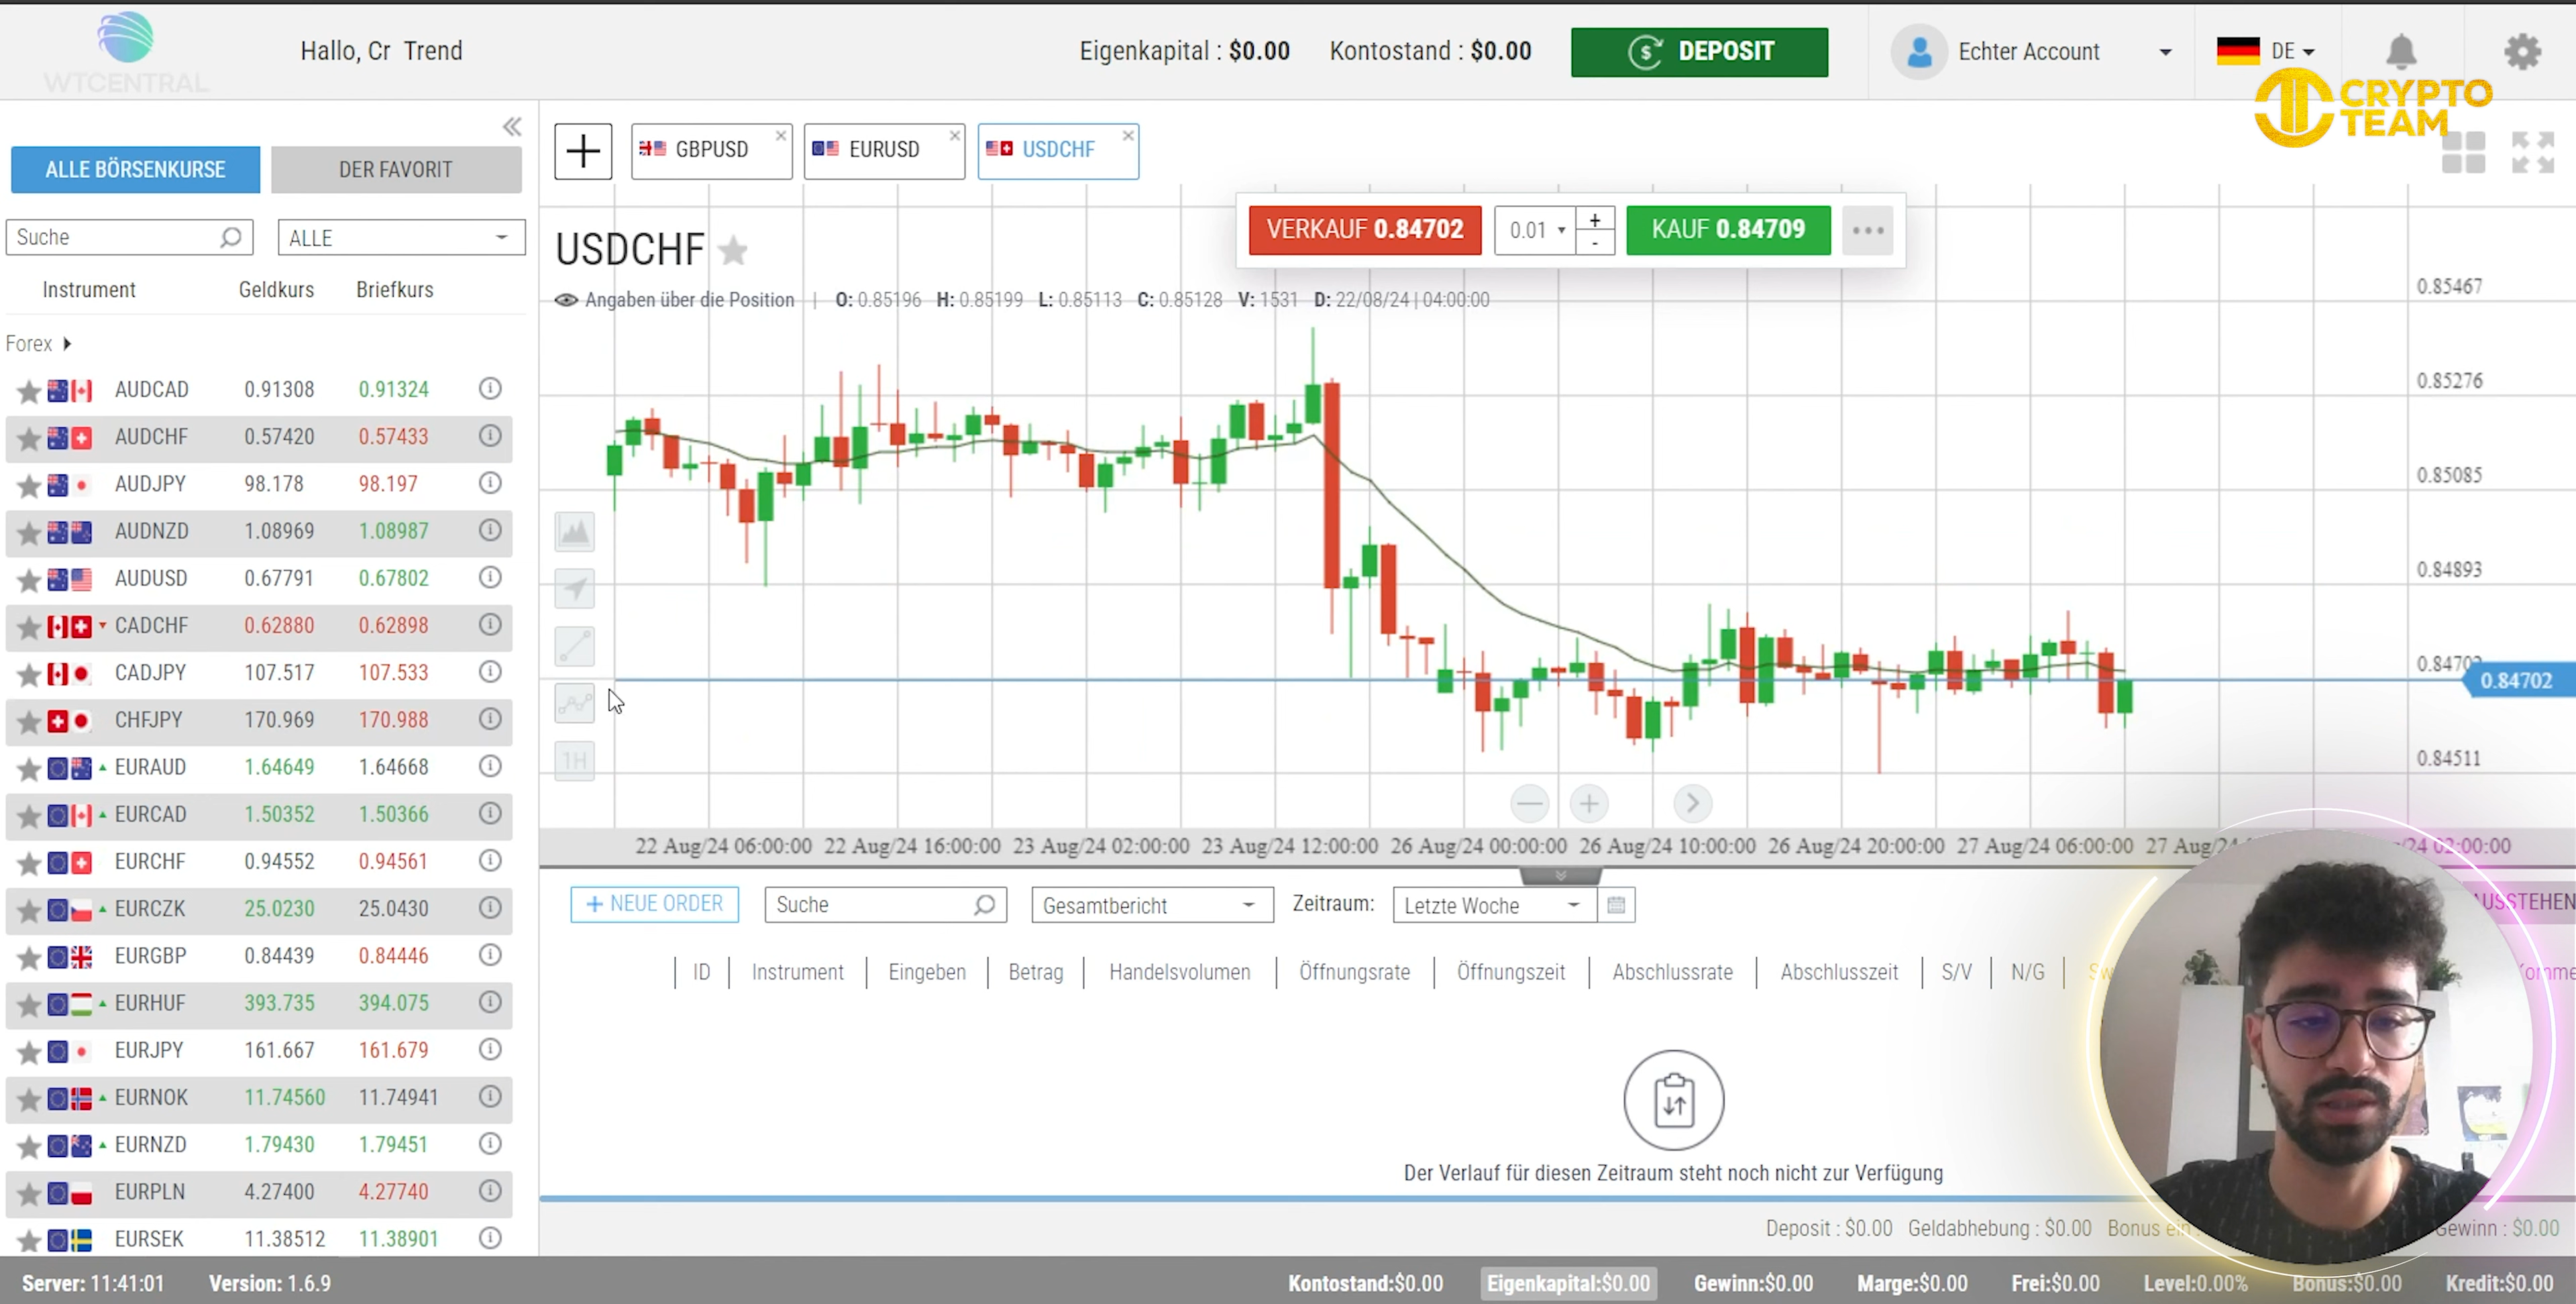 WTCENTRAL
Hallo, Cr Trend
Eigenkapital : $0.00
Kontostand : $0.00
DEPOSIT
Echter Account
DE
CRYPTO
TEAM
ALLE BÖRSENKURSE
DER FAVORIT
Suche
ALLE
Instrument Geldkurs Briefkurs
Forex
AUDCAD 0.91308 0.91324
AUDCHF 0.57420 0.57433
AUDJPY 98.178 98.197
AUDNZD 1.08969 1.08987
AUDUSD 0.67791 0.67802
CADCHF 0.62880 0.62898
CADJPY 107.517 107.533
CHFJPY 170.969 170.988
EURAUD 1.64649 1.64668
EURCAD 1.50352 1.50366
EURCHF 0.94552 0.94561
EURCZK 25.0230 25.0430
EURGBP 0.84439 0.84446
EURHUF 393.735 394.075
EURJPY 161.667 161.679
EURNOK 11.74560 11.74941
EURNZD 1.79430 1.79451
EURPLN 4.27400 4.27740
EURSEK 11.38512 11.38901
GBPUSD
EURUSD
USDCHF
VERKAUF 0.84702
0.01
+
-
KAUF 0.84709
USDCHF
Angaben über die Position | O: 0.85196 H: 0.85199 L: 0.85113 C: 0.85128 V: 1531 D: 22/08/24 | 04:00:00
0.85467
0.85276
0.85085
0.84893
0.84702
0.84511
1H
22 Aug/24 06:00:00 22 Aug/24 16:00:00 23 Aug/24 02:00:00 23 Aug/24 12:00:00 26 Aug/24 00:00:00 26 Aug/24 10:00:00 26 Aug/24 20:00:00 27 Aug/24 06:00:00 27 Aug/24 02:00:00
+ NEUE ORDER
Suche
Gesamtbericht
Zeitraum:
Letzte Woche
ID Instrument Eingeben Betrag Handelsvolumen Öffnungsrate Öffnungszeit Abschlussrate Abschlusszeit S/V N/G
Der Verlauf für diesen Zeitraum steht noch nicht zur Verfügung
Deposit : $0.00 Geldabhebung : $0.00 Bonus Gewinn : $0.00
Server: 11:41:01 Version: 1.6.9 Kontostand:$0.00 Eigenkapital:$0.00 Gewinn:$0.00 Marge:$0.00 Frei:$0.00 Level:0.00% Bonus:$0.00 Kredit:$0.00